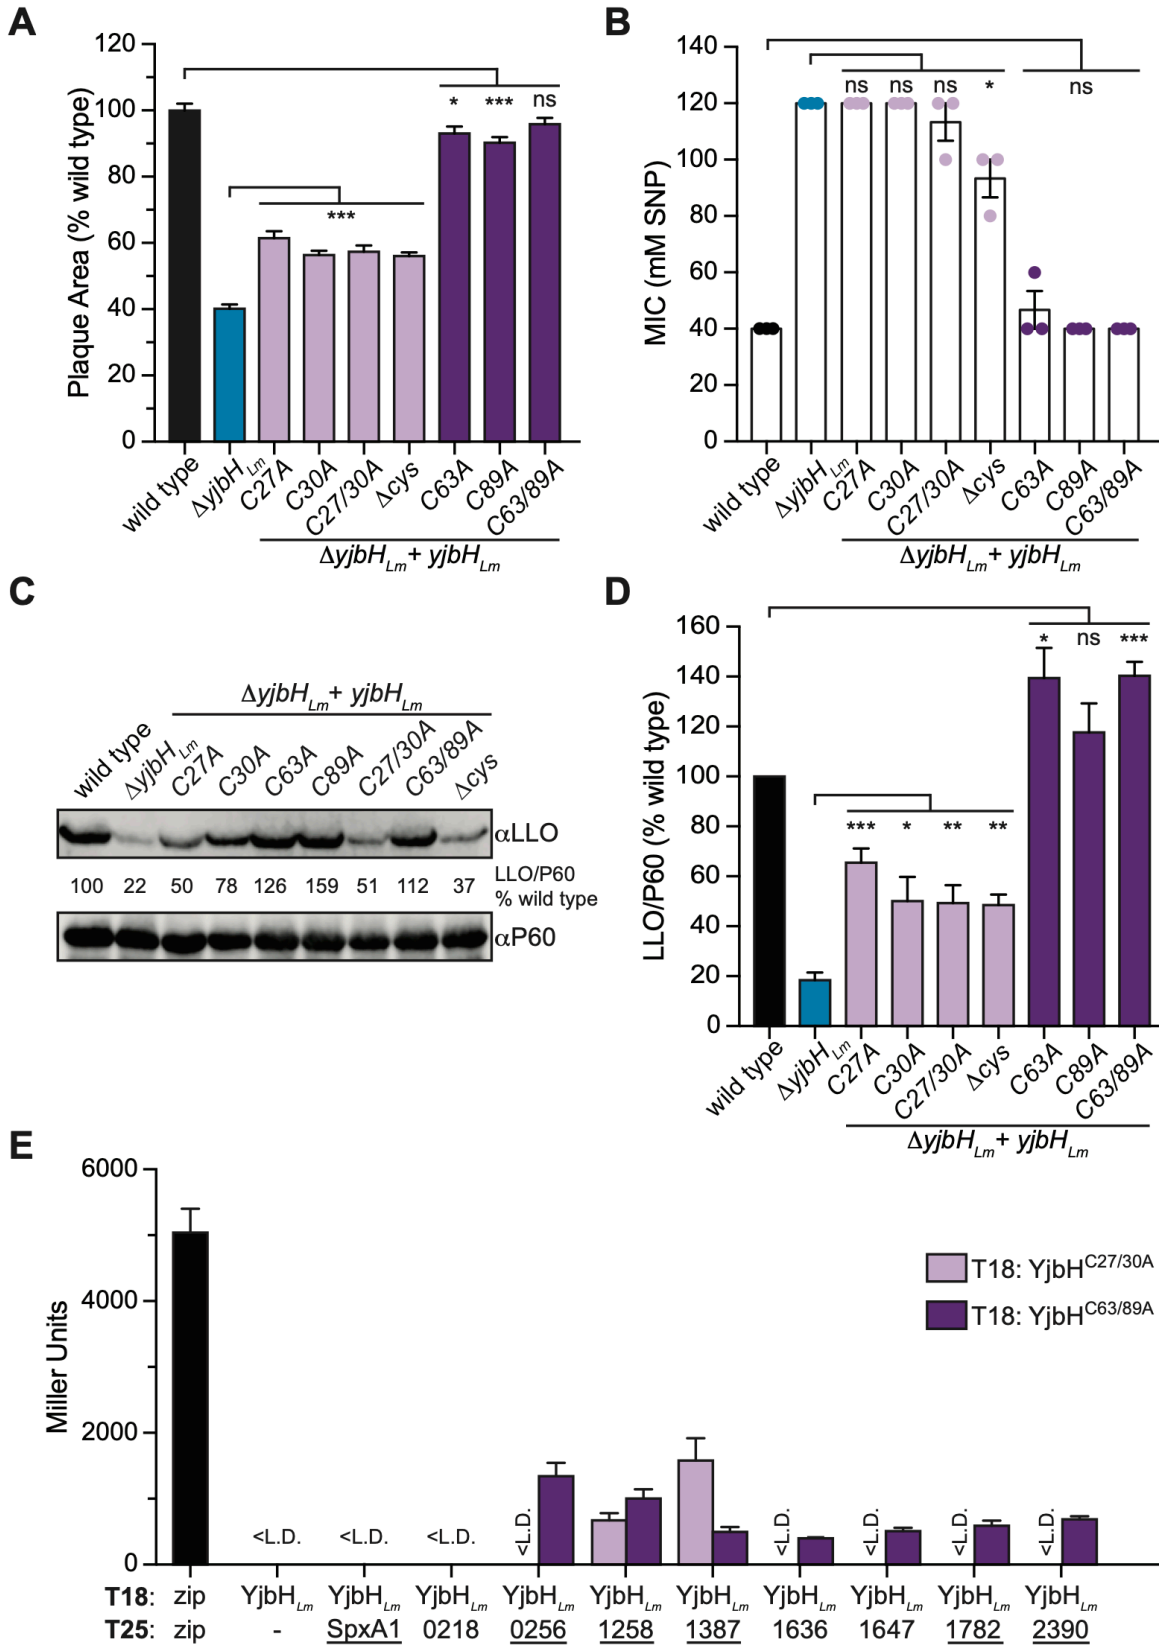 A
120
100
80
60
40
20
0
Plaque Area (% wild type)
* *** ns
***
wild type ΔyjbHLm C27A C30A C27/30A Δcys C63A C89A C63/89A
ΔyjbHLm + yjbHLm
B
140
120
100
80
60
40
20
0
MIC (mM SNP)
ns ns ns * ns
wild type ΔyjbHLm C27A C30A C27/30A Δcys C63A C89A C63/89A
ΔyjbHLm + yjbHLm
C
ΔyjbHLm + yjbHLm
wild type ΔyjbHLm C27A C30A C63A C89A C27/30A C63/89A Δcys
αLLO
100 22 50 78 126 159 51 112 37 LLO/P60
% wild type
αP60
D
160
140
120
100
80
60
40
20
0
LLO/P60 (% wild type)
* ns ***
*** * ** **
wild type ΔyjbHLm C27A C30A C27/30A Δcys C63A C89A C63/89A
ΔyjbHLm + yjbHLm
E
6000
4000
2000
0
Miller Units
T18: YjbHC27/30A
T18: YjbHC63/89A
<L.D. <L.D. <L.D. <L.D. <L.D. <L.D. <L.D. <L.D.
T18: zip YjbHLm YjbHLm YjbHLm YjbHLm YjbHLm YjbHLm YjbHLm YjbHLm YjbHLm YjbHLm
T25: zip - SpxA1 0218 0256 1258 1387 1636 1647 1782 2390